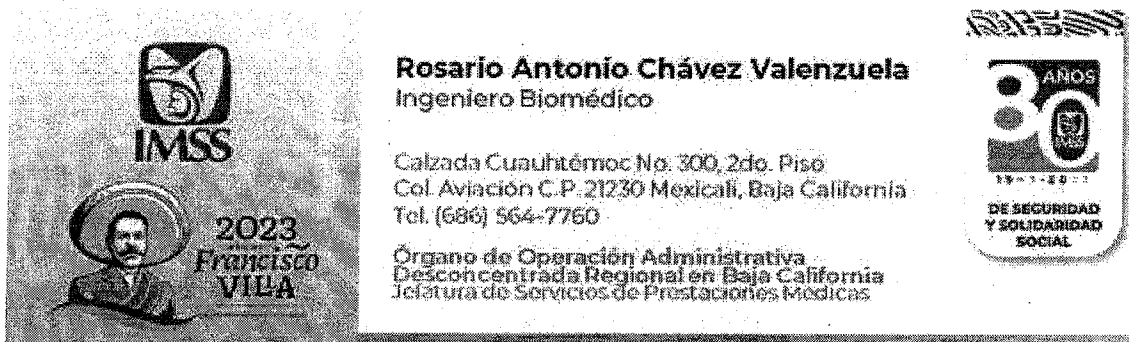 IMSS
2023
Francisco
VILLA
Rosario Antonio Chávez Valenzuela
Ingeniero Biomédico
Calzada Cuauhtémoc No. 300, 2do. Piso
Col. Aviación C.P. 21230 Mexicali, Baja California
Tel. (686) 564-7760
Órgano de Operación Administrativa
Desconcentrada Regional en Baja California
Jefatura de Servicios de Prestaciones Médicas
80 AÑOS
IMSS
DE SEGURIDAD
Y SOLIDARIDAD
SOCIAL